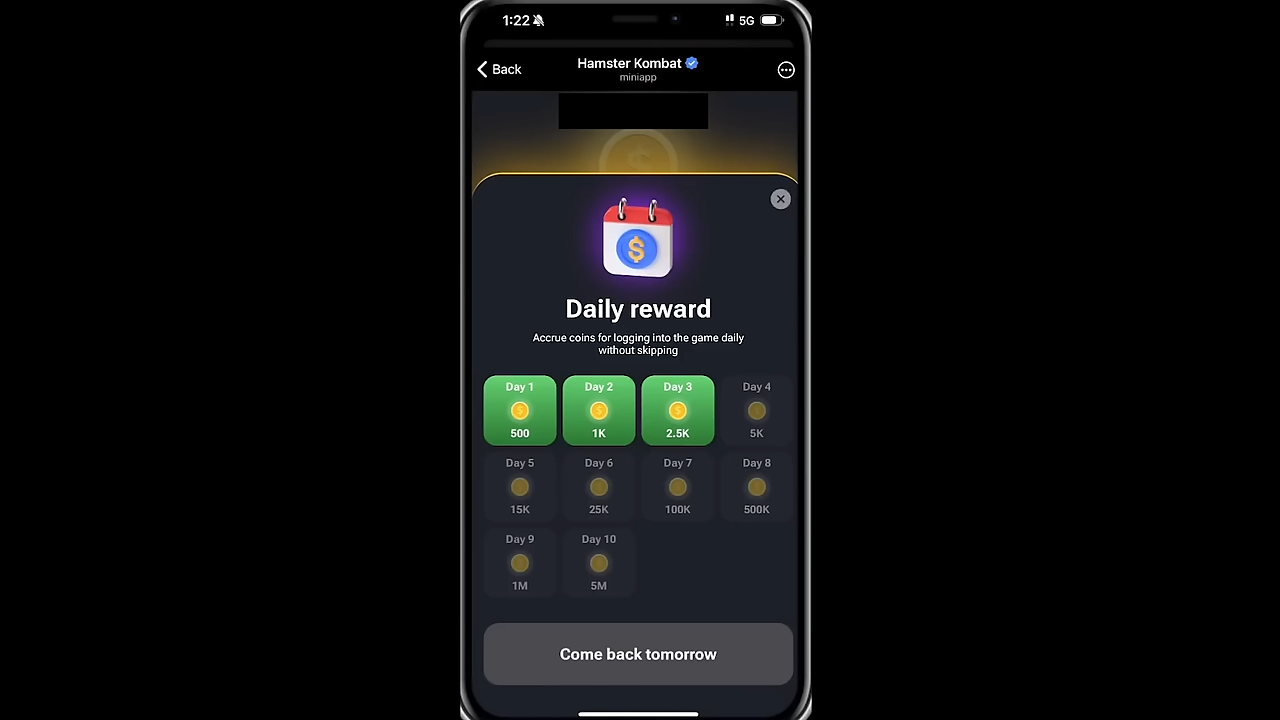 1:22
5G
Back
Hamster Kombat
miniapp
Daily reward
Accrue coins for logging into the game daily
without skipping
Day 1
Day 2
Day 3
Day 4
500
1K
2.5K
5K
Day 5
Day 6
Day 7
Day 8
15K
25K
100K
500K
Day 9
Day 10
1M
5M
Come back tomorrow